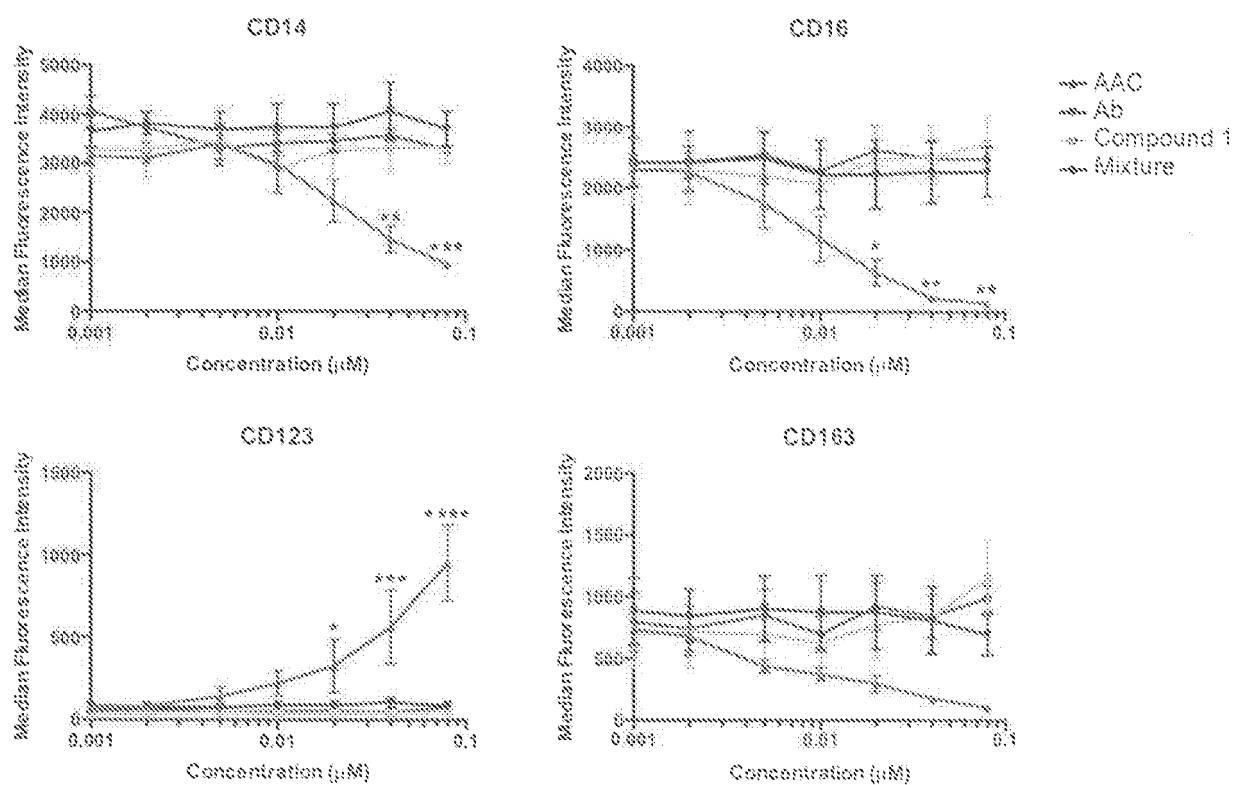 CD14
Median Fluorescence Intensity
5000
4000
3000
2000
1000
0
** ***
0.001 0.01 0.1
Concentration (µM)
CD16
Median Fluorescence Intensity
4000
3000
2000
1000
0
* ** **
0.001 0.01 0.1
Concentration (µM)
AAC
Ab
Compound 1
Mixture
CD123
Median Fluorescence Intensity
1500
1000
500
0
* *** ****
0.001 0.01 0.1
Concentration (µM)
CD163
Median Fluorescence Intensity
2000
1500
1000
500
0
0.001 0.01 0.1
Concentration (µM)